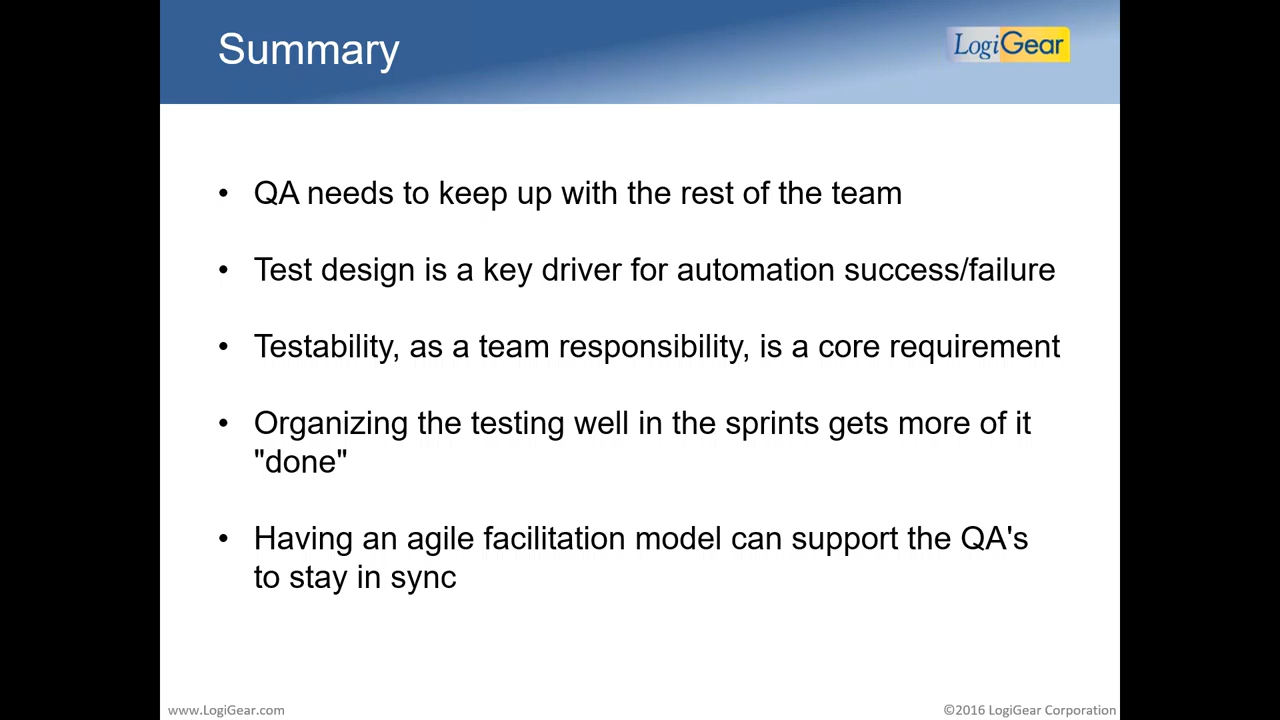 Summary
LogiGear
• QA needs to keep up with the rest of the team
• Test design is a key driver for automation success/failure
• Testability, as a team responsibility, is a core requirement
• Organizing the testing well in the sprints gets more of it
"done"
• Having an agile facilitation model can support the QA's
to stay in sync
www.LogiGear.com
©2016 LogiGear Corporation